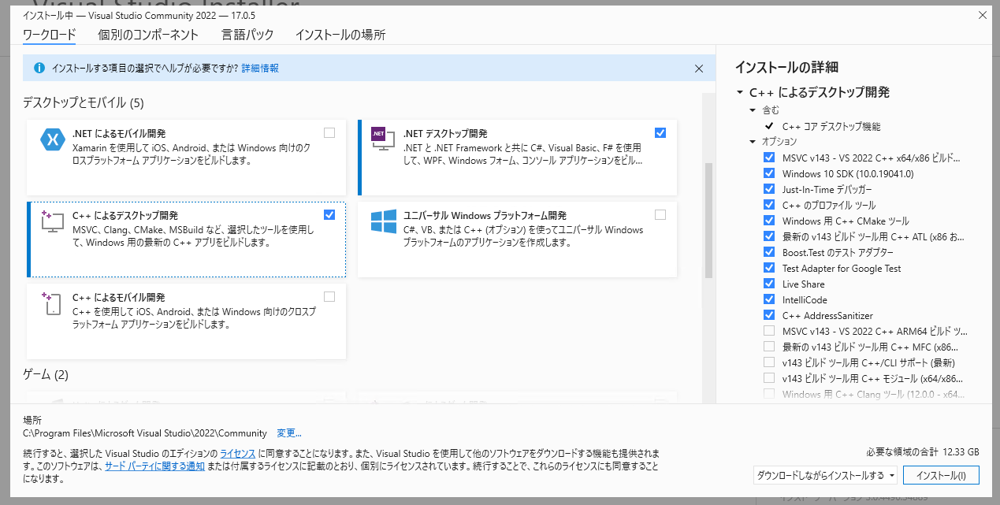 Visual Studio Installer
インストール中 — Visual Studio Community 2022 — 17.0.5
ワークロード 個別のコンポーネント 言語パック インストールの場所
インストールする項目の選択でヘルプが必要ですか? 詳細情報
デスクトップとモバイル (5)
.NET によるモバイル開発
Xamarin を使用して iOS、Android、または Windows 向けのク
ロスプラットフォーム アプリケーションをビルドします。
.NET
.NET デスクトップ開発
.NET と .NET Framework と共に C#、Visual Basic、F# を使用
して、WPF、Windows フォーム、コンソール アプリケーションをビル...
C++ によるデスクトップ開発
MSVC、Clang、CMake、MSBuild など、選択したツールを使用し
て、Windows 用の最新の C++ アプリをビルドします。
ユニバーサル Windows プラットフォーム開発
C#、VB、または C++ (オプション) を使ってユニバーサル Windows
プラットフォームのアプリケーションを作成します。
C++ によるモバイル開発
C++ を使用して iOS、Android、または Windows 向けのクロスプ
ラットフォーム アプリケーションをビルドします。
ゲーム (2)
インストールの詳細
C++ によるデスクトップ開発
含む
C++ コア デスクトップ機能
オプション
MSVC v143 - VS 2022 C++ x64/x86 ビルド...
Windows 10 SDK (10.0.19041.0)
Just-In-Time デバッガー
C++ のプロファイル ツール
Windows 用 C++ CMake ツール
最新の v143 ビルド ツール用 C++ ATL (x86 お...
Boost.Test のテスト アダプター
Test Adapter for Google Test
Live Share
IntelliCode
C++ AddressSanitizer
MSVC v143 - VS 2022 C++ ARM64 ビルド ツ...
最新の v143 ビルド ツール用 C++ MFC (x86...
v143 ビルド ツール用 C++/CLI サポート (最新)
v143 ビルド ツール用 C++ モジュール (x64/x86...
Windows 用 C++ Clang ツール (12.0.0 - x64...
場所
C:\Program Files\Microsoft Visual Studio\2022\Community 変更...
続行すると、選択した Visual Studio のエディションの ライセンス に同意することになります。また、Visual Studio を使用して他のソフトウェアをダウンロードする機能も提供されま
す。このソフトウェアは、サード パーティに関する通知 または付属するライセンスに記載のとおり、個別にライセンスされています。続行することで、これらのライセンスにも同意すること
になります。
必要な領域の合計 12.33 GB
ダウンロードしながらインストールする インストール(I)